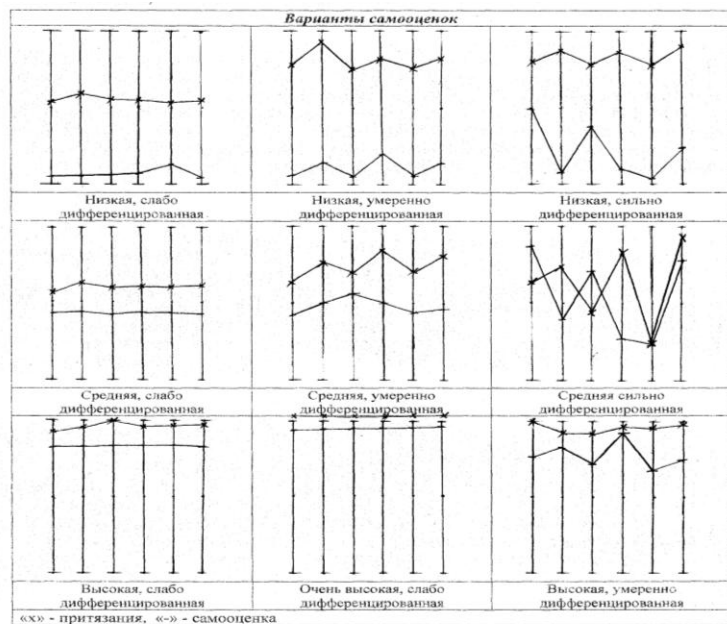 Варианты самооценок
Низкая, слабо
дифференцированная
Низкая, умеренно
дифференцированная
Низкая, сильно
дифференцированная
Средняя, слабо
дифференцированная
Средняя, умеренно
дифференцированная
Средняя сильно
дифференцированная
Высокая, слабо
дифференцированная
Очень высокая, слабо
дифференцированная
Высокая, умеренно
дифференцированная
«х» - притязания, «-» - самооценка